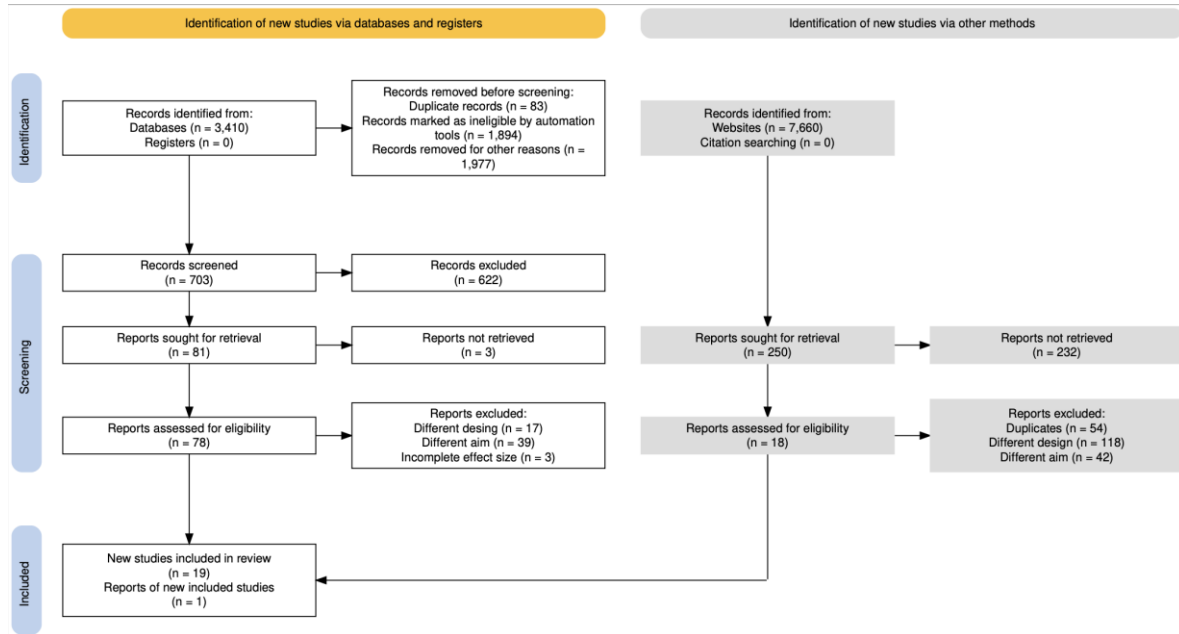 Identification of new studies via databases and registers
Identification of new studies via other methods
Identification
Records identified from:
Databases (n = 3,410)
Registers (n = 0)
Records removed before screening:
Duplicate records (n = 83)
Records marked as ineligible by automation
tools (n = 1,894)
Records removed for other reasons (n =
1,977)
Records identified from:
Websites (n = 7,660)
Citation searching (n = 0)
Screening
Records screened
(n = 703)
Records excluded
(n = 622)
Reports sought for retrieval
(n = 81)
Reports not retrieved
(n = 3)
Reports sought for retrieval
(n = 250)
Reports not retrieved
(n = 232)
Reports assessed for eligibility
(n = 78)
Reports excluded:
Different desing (n = 17)
Different aim (n = 39)
Incomplete effect size (n = 3)
Reports assessed for eligibility
(n = 18)
Reports excluded:
Duplicates (n = 54)
Different design (n = 118)
Different aim (n = 42)
Included
New studies included in review
(n = 19)
Reports of new included studies
(n = 1)